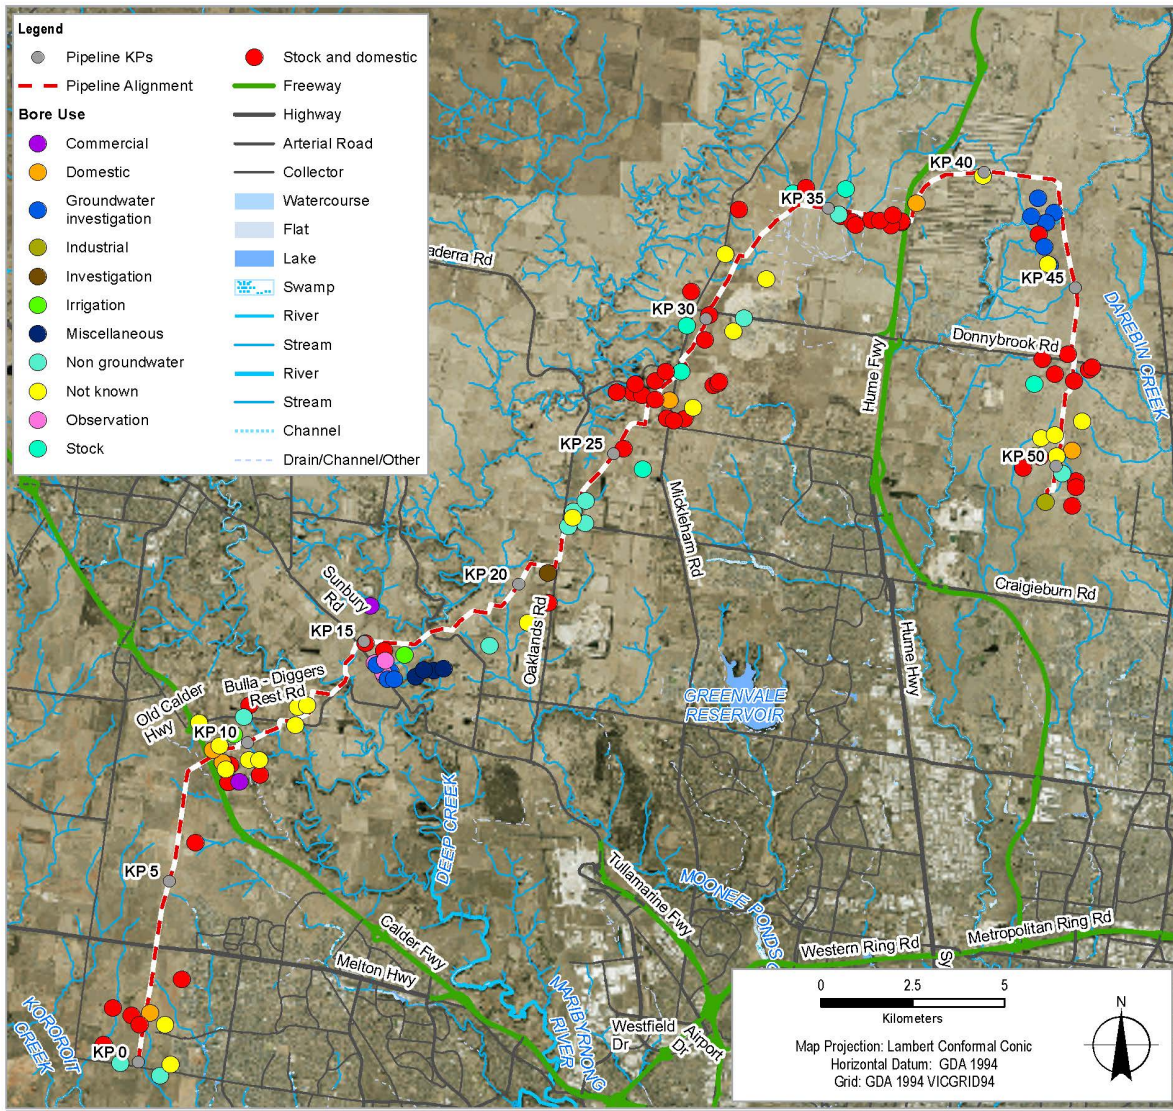 Legend
Pipeline KPs
Pipeline Alignment
Bore Use
Commercial
Domestic
Groundwater
investigation
Industrial
Investigation
Irrigation
Miscellaneous
Non groundwater
Not known
Observation
Stock
Stock and domestic
Freeway
Highway
Arterial Road
Collector
Watercourse
Flat
Lake
Swamp
River
Stream
River
Stream
Channel
Drain/Channel/Other
KP 40
KP 35
aderra Rd
KP 45
DAREBIN CREEK
KP 30
Donnybrook Rd
Hume Fwy
KP 25
KP 50
Mickleham Rd
KP 20
Sunbury
Rd
Craigieburn Rd
Oaklands Rd
KP 15
Hume Hwy
Bulla - Diggers
Rest Rd
GREENVALE
RESERVOIR
Old Calder
Hwy
KP 10
DEEP CREEK
KP 5
Tullamarine Fwy
MOONEE PONDS
Calder Fwy
Metropolitan Ring Rd
Western Ring Rd
Sy
Melton Hwy
MARIBYRNONG
RIVER
KOROROIT
CREEK
Westfield
Dr
Airport
Dr
KP 0
0 2.5 5
Kilometers
N
Map Projection: Lambert Conformal Conic
Horizontal Datum: GDA 1994
Grid: GDA 1994 VICGRID94